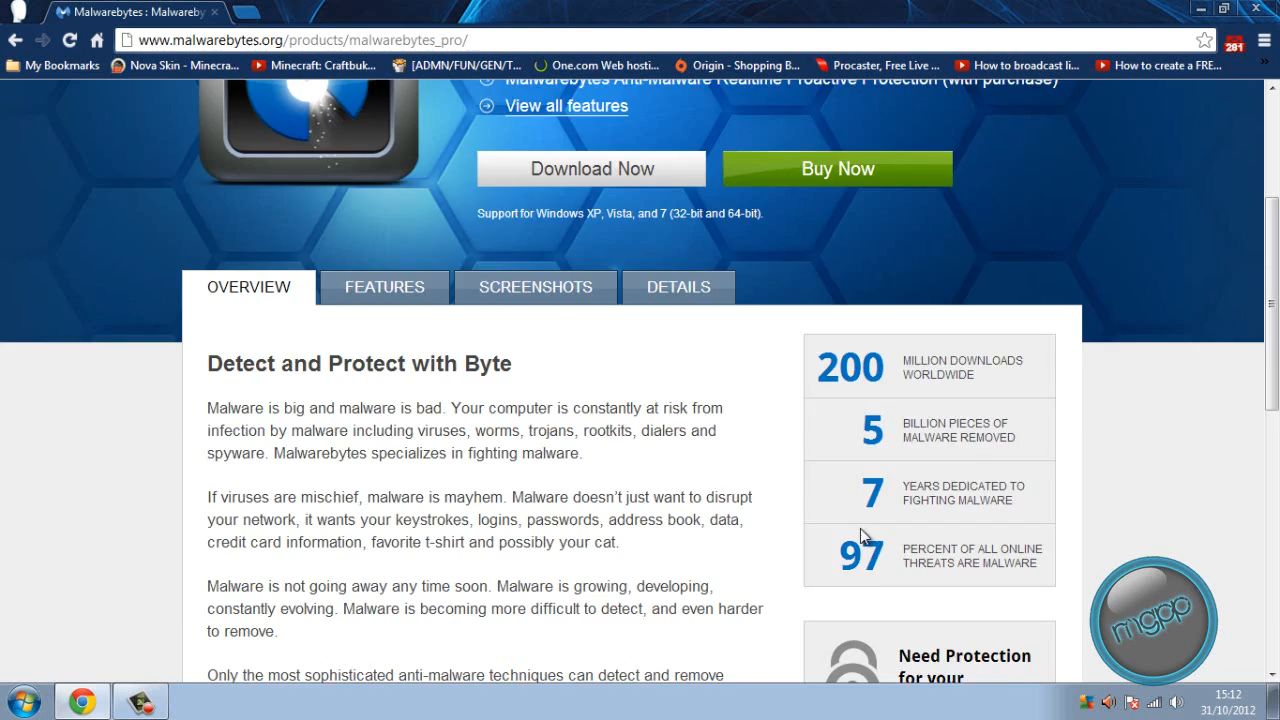 Malwarebytes : Malwareby
www.malwarebytes.org/products/malwarebytes_pro/
281
My Bookmarks
Nova Skin - Minecra...
Minecraft: Craftbuk...
[ADMN/FUN/GEN/T...
One.com Web hosti...
Origin - Shopping B...
Procaster, Free Live ...
How to broadcast li...
How to create a FRE...
»
Malwarebytes Anti-Malware Realtime Proactive Protection (with purchase)
View all features
Download Now
Buy Now
Support for Windows XP, Vista, and 7 (32-bit and 64-bit).
OVERVIEW
FEATURES
SCREENSHOTS
DETAILS
Detect and Protect with Byte
Malware is big and malware is bad. Your computer is constantly at risk from
infection by malware including viruses, worms, trojans, rootkits, dialers and
spyware. Malwarebytes specializes in fighting malware.
If viruses are mischief, malware is mayhem. Malware doesn't just want to disrupt
your network, it wants your keystrokes, logins, passwords, address book, data,
credit card information, favorite t-shirt and possibly your cat.
Malware is not going away any time soon. Malware is growing, developing,
constantly evolving. Malware is becoming more difficult to detect, and even harder
to remove.
Only the most sophisticated anti-malware techniques can detect and remove
200
MILLION DOWNLOADS
WORLDWIDE
5
BILLION PIECES OF
MALWARE REMOVED
7
YEARS DEDICATED TO
FIGHTING MALWARE
97
PERCENT OF ALL ONLINE
THREATS ARE MALWARE
Need Protection
for your
mgpp
15:12
31/10/2012